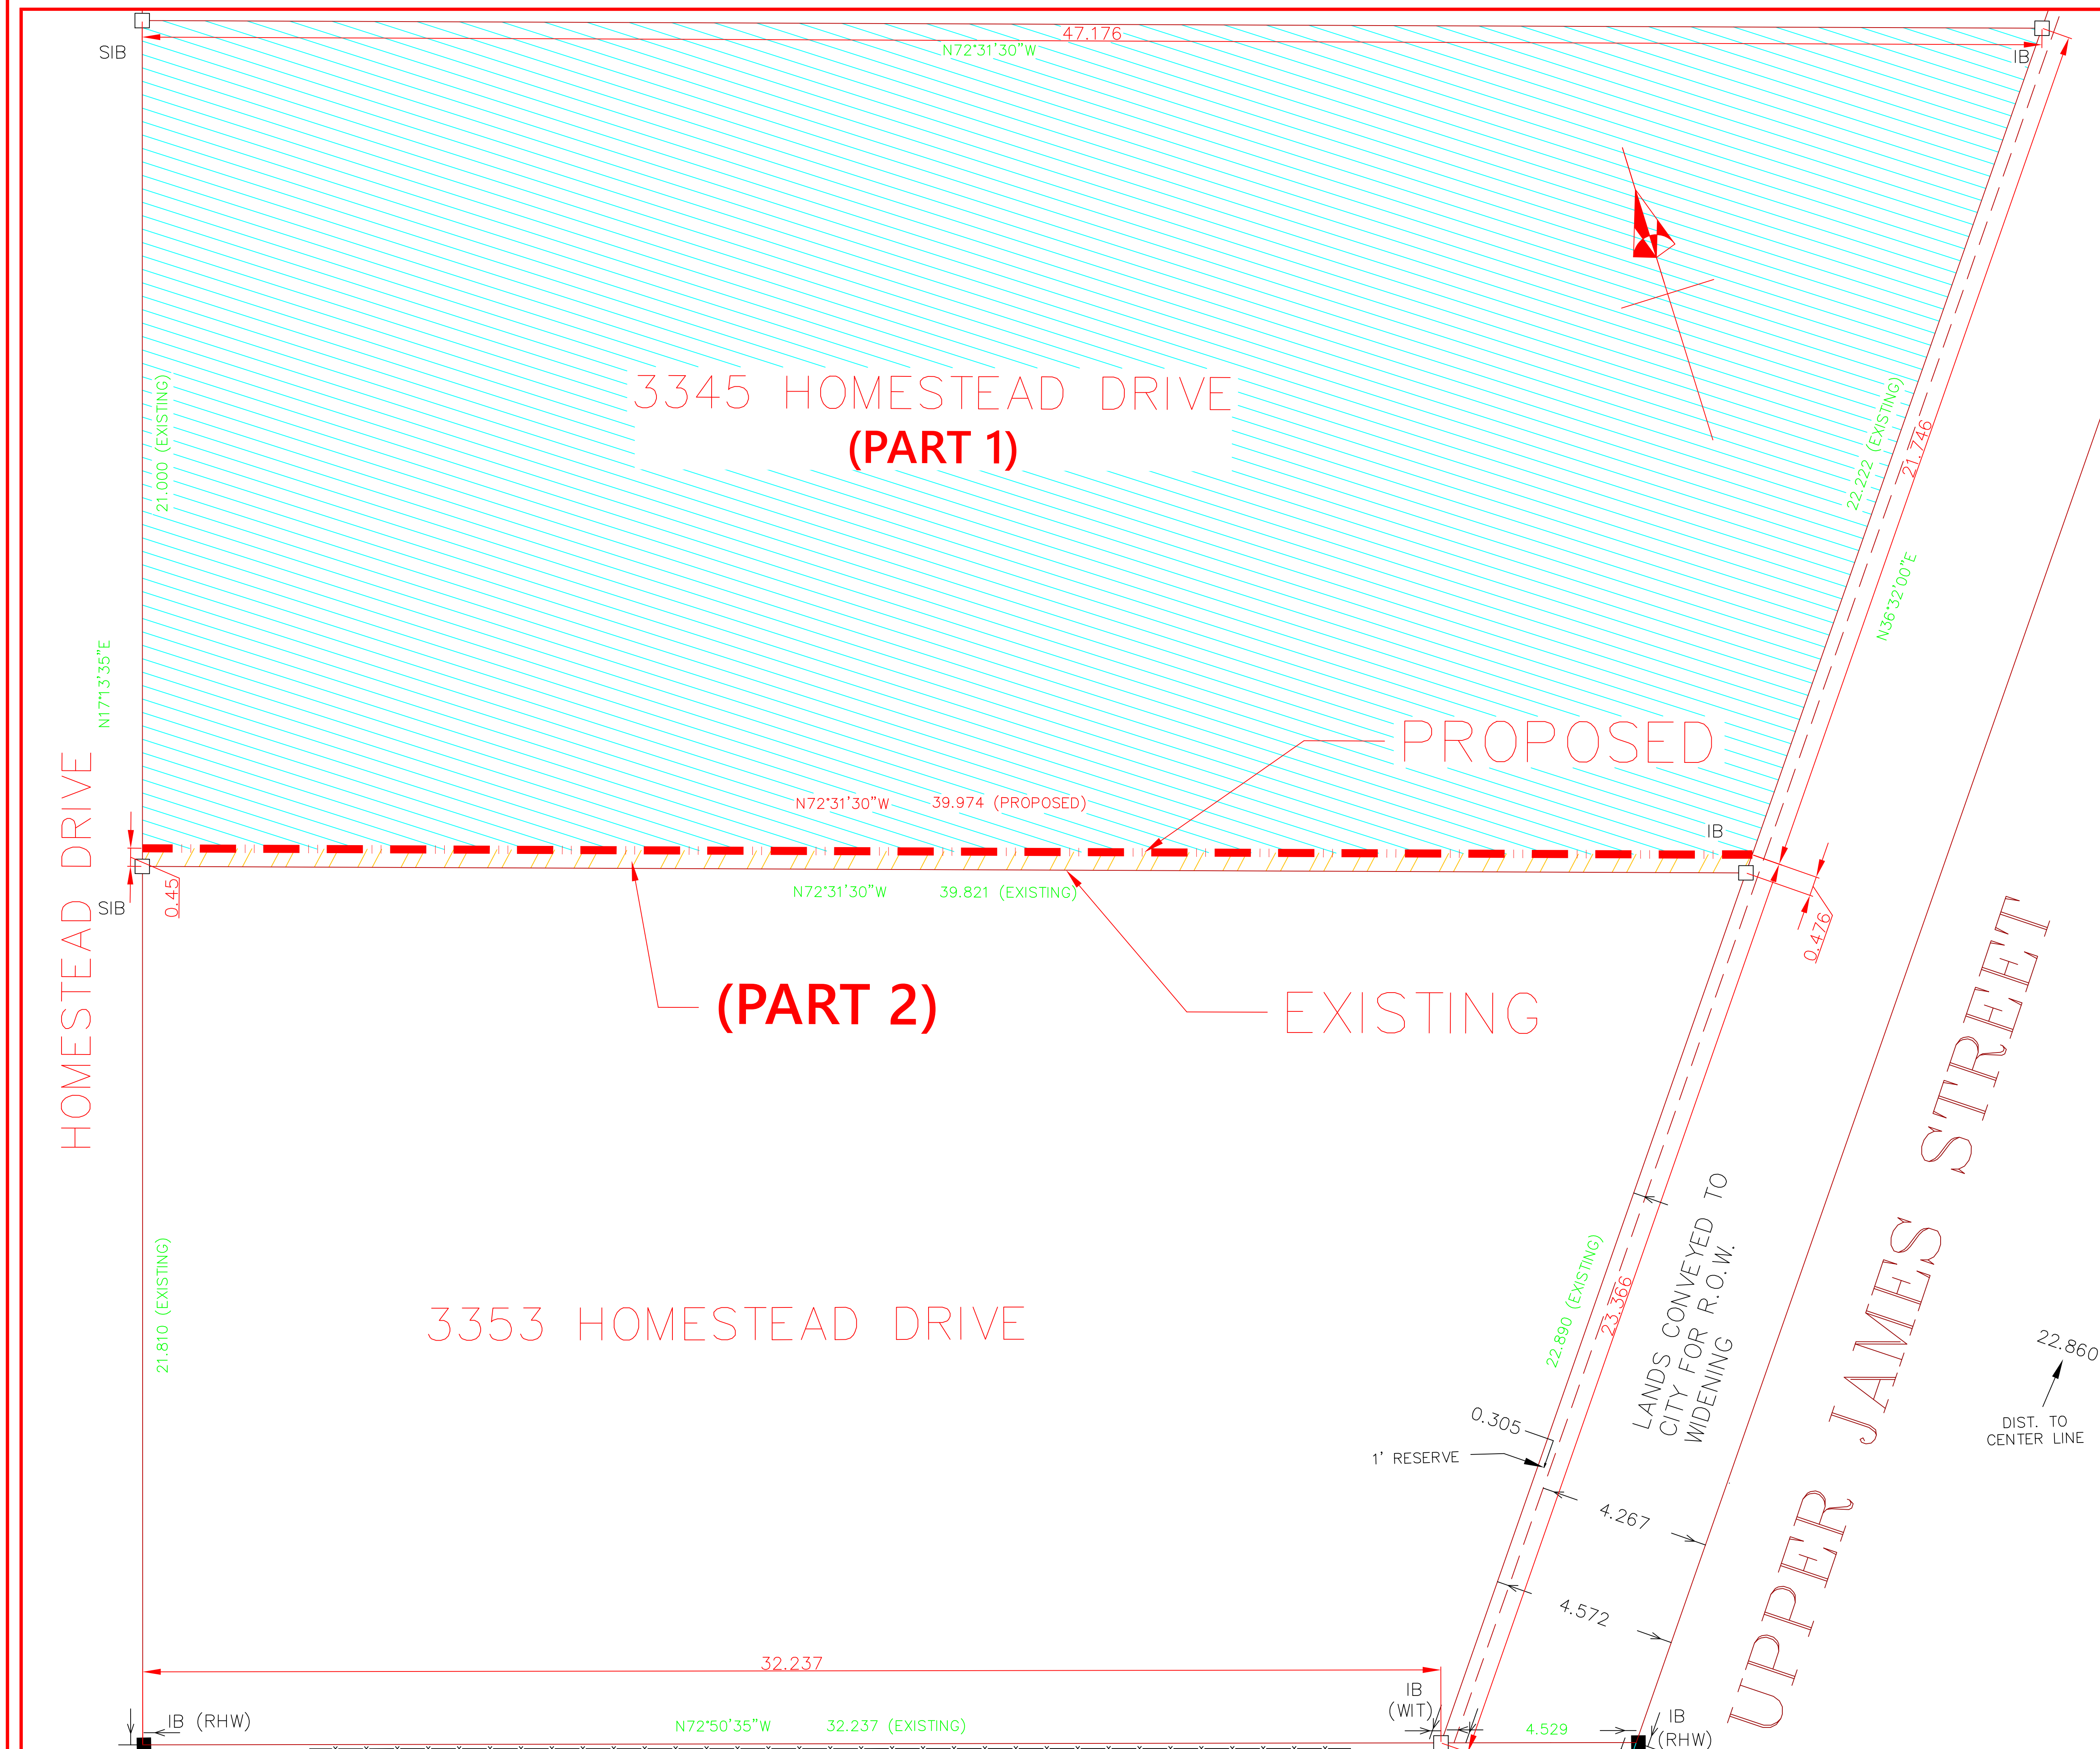 47.176
N72°31'30"W
SIB
IB
3345 HOMESTEAD DRIVE
(PART 1)
21.000 (EXISTING)
22.222 (EXISTING)
21.746
N36°32'00"E
N17°13'35"E
HOMESTEAD DRIVE
PROPOSED
N72°31'30"W 39.974 (PROPOSED)
IB
SIB
0.45
N72°31'30"W 39.821 (EXISTING)
0.476
(PART 2)
EXISTING
UPPER JAMES STREET
LANDS CONVEYED TO
CITY FOR R.O.W.
WIDENING
21.810 (EXISTING)
3353 HOMESTEAD DRIVE
22.890 (EXISTING)
23.366
22.860
DIST. TO
CENTER LINE
0.305
1' RESERVE
4.267
4.572
32.237
IB (RHW)
N72°50'35"W 32.237 (EXISTING)
IB
(WIT)
4.529
IB
(RHW)